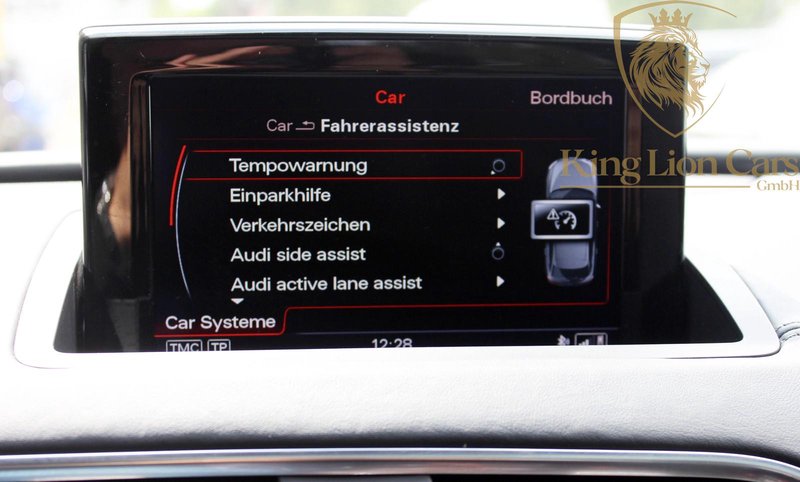 Car
Bordbuch
Car Fahrerassistenz
Tempowarnung
Einparkhilfe
Verkehrszeichen
Audi side assist
Audi active lane assist
Car Systeme
TMC TP
12:28
King Lion Cars
GmbH